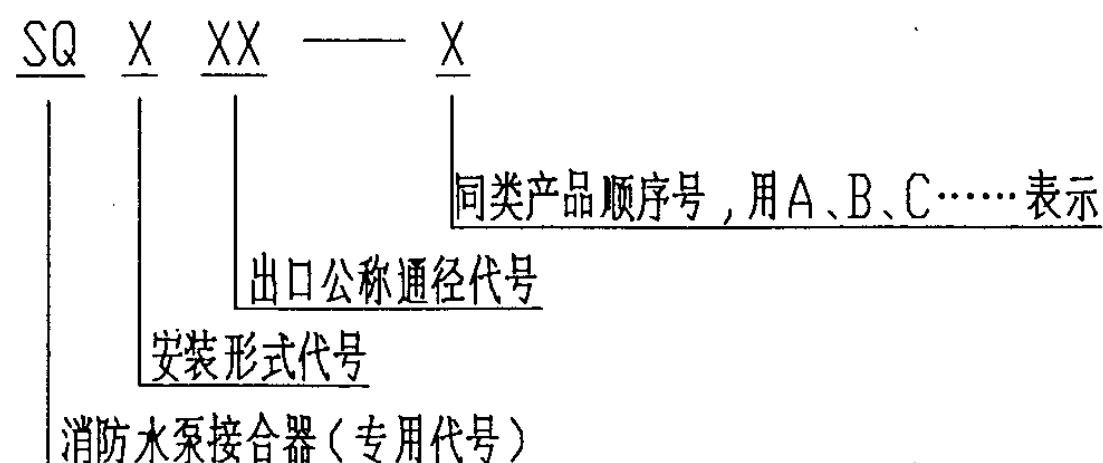 SQ X XX — X
同类产品顺序号,用A、B、C……表示
出口公称通径代号
安装形式代号
消防水泵接合器(专用代号)